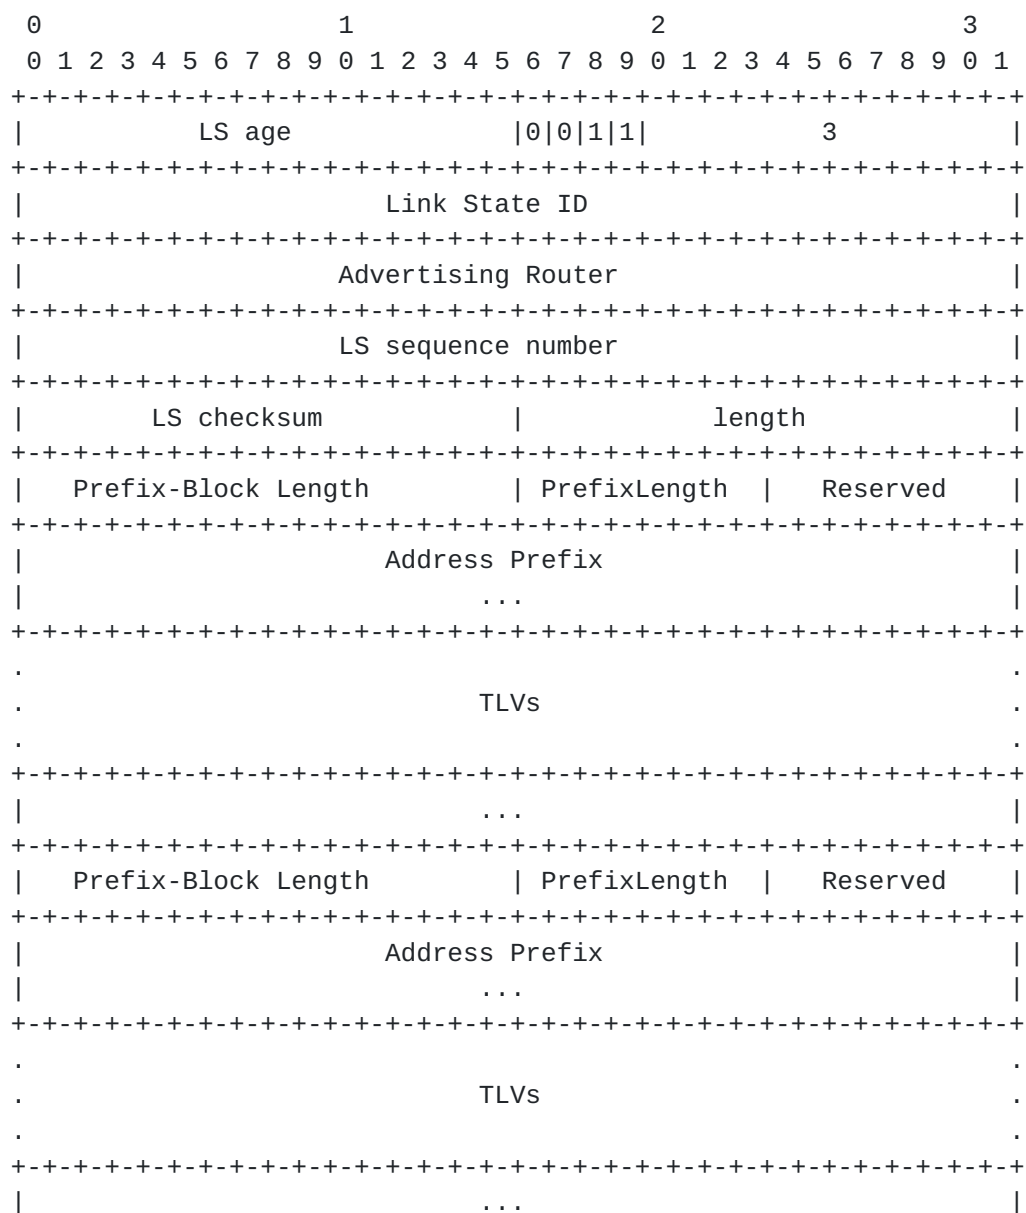 0                   1                   2                   3
 0 1 2 3 4 5 6 7 8 9 0 1 2 3 4 5 6 7 8 9 0 1 2 3 4 5 6 7 8 9 0 1
+-+-+-+-+-+-+-+-+-+-+-+-+-+-+-+-+-+-+-+-+-+-+-+-+-+-+-+-+-+-+-+-+
|           LS age              |0|0|1|1|           3           |
+-+-+-+-+-+-+-+-+-+-+-+-+-+-+-+-+-+-+-+-+-+-+-+-+-+-+-+-+-+-+-+-+
|                       Link State ID                           |
+-+-+-+-+-+-+-+-+-+-+-+-+-+-+-+-+-+-+-+-+-+-+-+-+-+-+-+-+-+-+-+-+
|                    Advertising Router                         |
+-+-+-+-+-+-+-+-+-+-+-+-+-+-+-+-+-+-+-+-+-+-+-+-+-+-+-+-+-+-+-+-+
|                    LS sequence number                         |
+-+-+-+-+-+-+-+-+-+-+-+-+-+-+-+-+-+-+-+-+-+-+-+-+-+-+-+-+-+-+-+-+
|        LS checksum            |            length             |
+-+-+-+-+-+-+-+-+-+-+-+-+-+-+-+-+-+-+-+-+-+-+-+-+-+-+-+-+-+-+-+-+
|   Prefix-Block Length         | PrefixLength  |   Reserved    |
+-+-+-+-+-+-+-+-+-+-+-+-+-+-+-+-+-+-+-+-+-+-+-+-+-+-+-+-+-+-+-+-+
|                       Address Prefix                          |
|                             ...                               |
+-+-+-+-+-+-+-+-+-+-+-+-+-+-+-+-+-+-+-+-+-+-+-+-+-+-+-+-+-+-+-+-+
.                                                               .
.                             TLVs                              .
.                                                               .
+-+-+-+-+-+-+-+-+-+-+-+-+-+-+-+-+-+-+-+-+-+-+-+-+-+-+-+-+-+-+-+-+
|                             ...                               |
+-+-+-+-+-+-+-+-+-+-+-+-+-+-+-+-+-+-+-+-+-+-+-+-+-+-+-+-+-+-+-+-+
|   Prefix-Block Length         | PrefixLength  |   Reserved    |
+-+-+-+-+-+-+-+-+-+-+-+-+-+-+-+-+-+-+-+-+-+-+-+-+-+-+-+-+-+-+-+-+
|                       Address Prefix                          |
|                             ...                               |
+-+-+-+-+-+-+-+-+-+-+-+-+-+-+-+-+-+-+-+-+-+-+-+-+-+-+-+-+-+-+-+-+
.                                                               .
.                             TLVs                              .
.                                                               .
+-+-+-+-+-+-+-+-+-+-+-+-+-+-+-+-+-+-+-+-+-+-+-+-+-+-+-+-+-+-+-+-+
|                             ...                               |